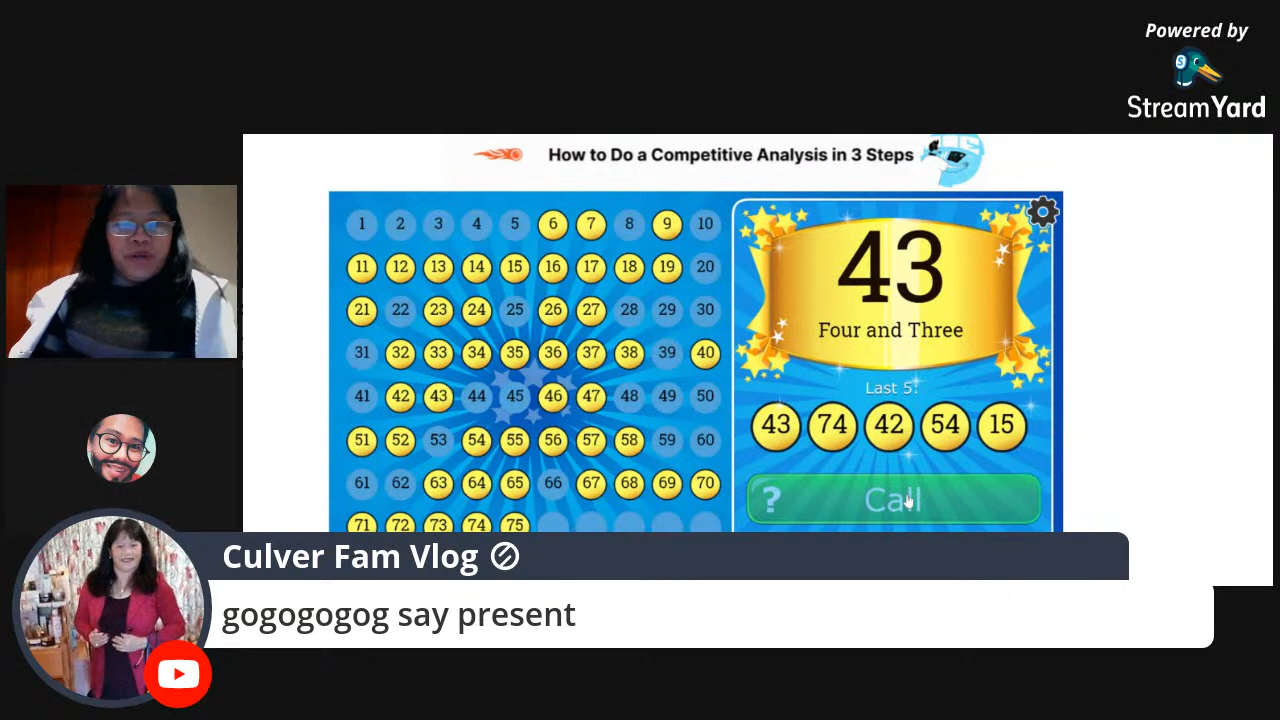 Powered by
StreamYard
How to Do a Competitive Analysis in 3 Steps
1 2 3 4 5 6 7 8 9 10
11 12 13 14 15 16 17 18 19 20
21 22 23 24 25 26 27 28 29 30
31 32 33 34 35 36 37 38 39 40
41 42 43 44 45 46 47 48 49 50
51 52 53 54 55 56 57 58 59 60
61 62 63 64 65 66 67 68 69 70
71 72 73 74 75
43
Four and Three
Last 5:
43 74 42 54 15
? Call
Culver Fam Vlog
gogogogog say present